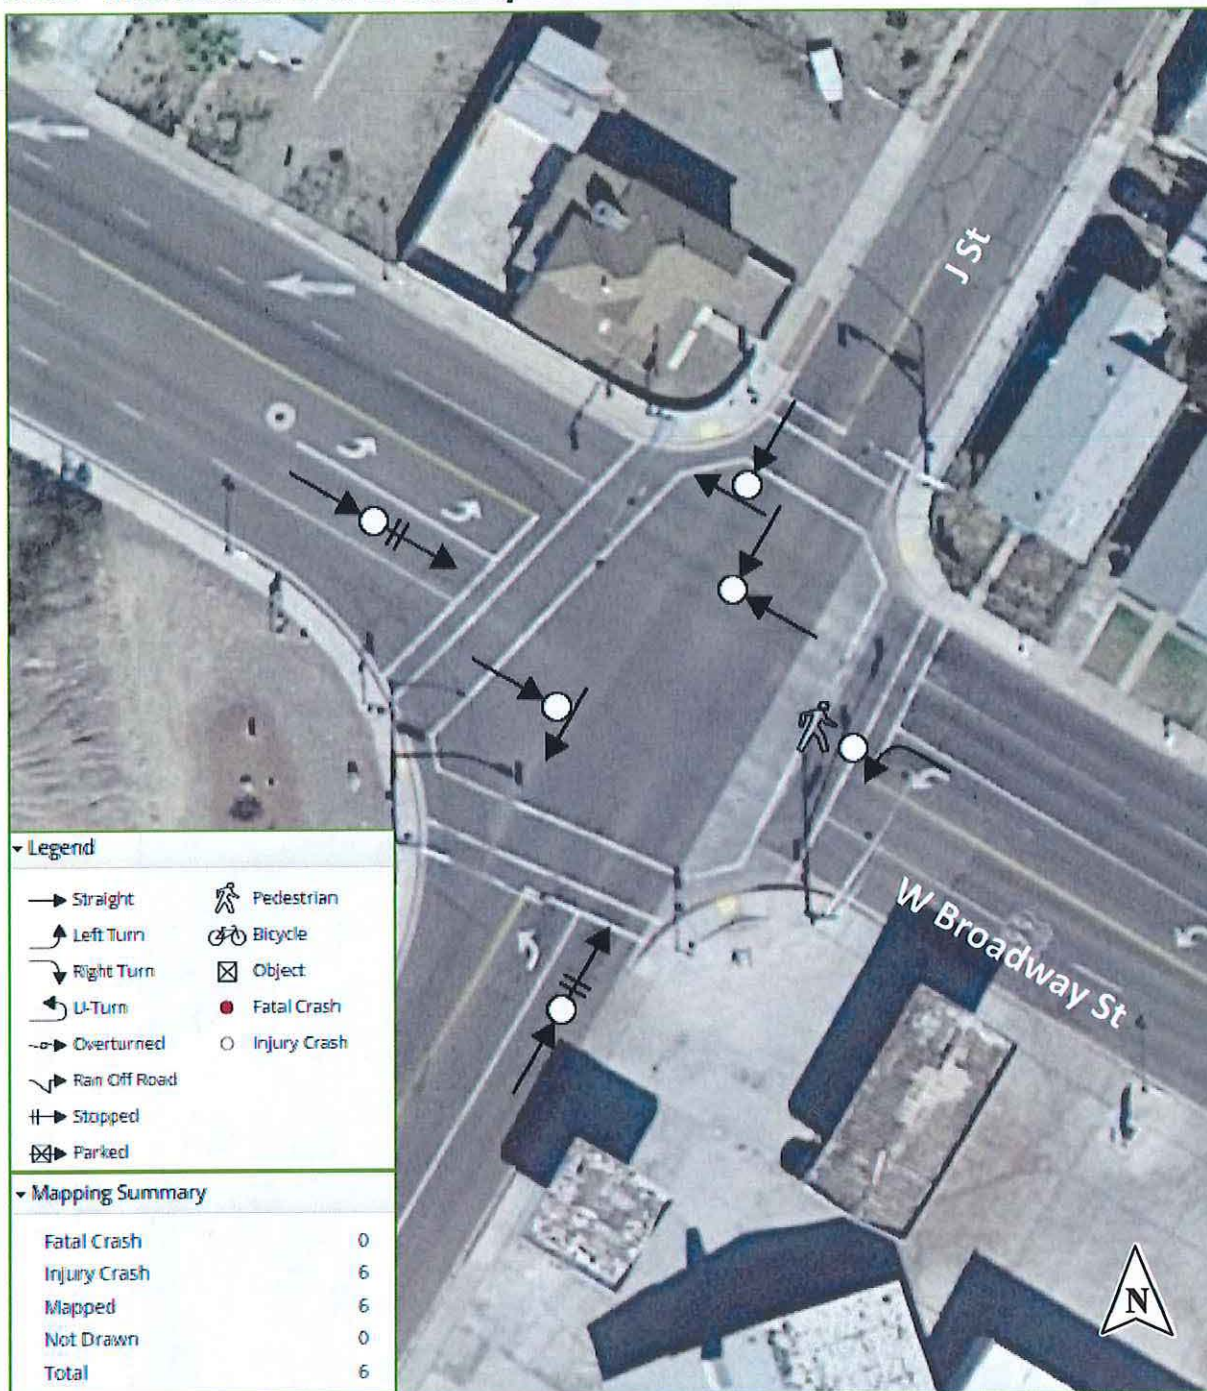 J St
W Broadway St
Legend
Straight
Pedestrian
Left Turn
Bicycle
Right Turn
Object
U-Turn
Fatal Crash
Overturned
Injury Crash
Ran Off Road
Stopped
Parked
Mapping Summary
Fatal Crash 0
Injury Crash 6
Mapped 6
Not Drawn 0
Total 6
N